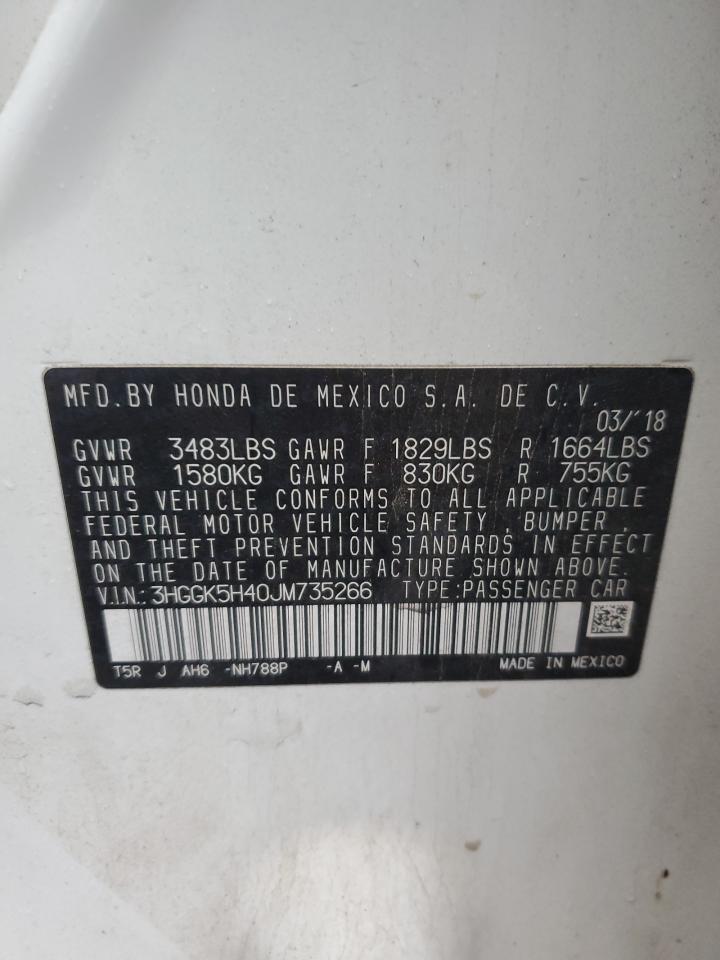 MFD.BY HONDA DE MEXICO S.A. DE C.V.
03/'18
GVWR 3483LBS GAWR F 1829LBS R 1664LBS
GVWR 1580KG GAWR F 830KG R 755KG
THIS VEHICLE CONFORMS TO ALL APPLICABLE
FEDERAL MOTOR VEHICLE SAFETY , BUMPER ,
AND THEFT PREVENTION STANDARDS IN EFFECT
ON THE DATE OF MANUFACTURE SHOWN ABOVE.
V.I.N.:3HGGK5H40JM735266 TYPE:PASSENGER CAR
T5R J AH6 -NH788P -A -M MADE IN MEXICO